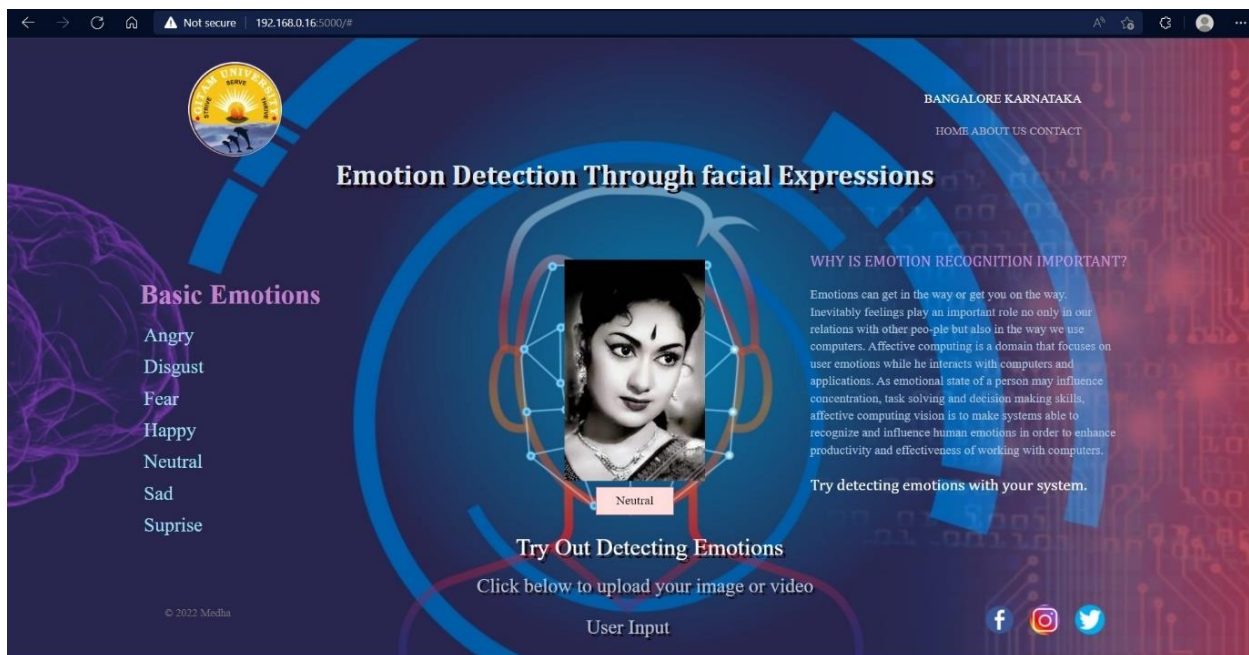 Not secure
192.168.0.16:5000/#
GITAM UNIVERSITY
STRIVE SERVE THRIVE
BANGALORE KARNATAKA
HOME ABOUT US CONTACT
Emotion Detection Through facial Expressions
Basic Emotions
Angry
Disgust
Fear
Happy
Neutral
Sad
Suprise
Neutral
Try Out Detecting Emotions
Click below to upload your image or video
User Input
WHY IS EMOTION RECOGNITION IMPORTANT?
Emotions can get in the way or get you on the way.
Inevitably feelings play an important role no only in our
relations with other peo-ple but also in the way we use
computers. Affective computing is a domain that focuses on
user emotions while he interacts with computers and
applications. As emotional state of a person may influence
concentration, task solving and decision making skills,
affective computing vision is to make systems able to
recognize and influence human emotions in order to enhance
productivity and effectiveness of working with computers.
Try detecting emotions with your system.
© 2022 Medha